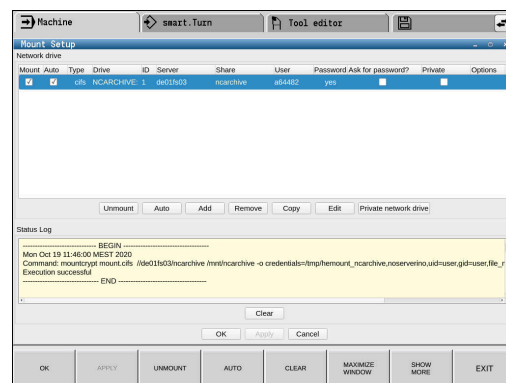 Machine smart.Turn Tool editor
Mount Setup
Network drive
Mount Auto Type Drive ID Server Share User Password Ask for password? Private Options
cifs NCARCHIVE: 1 de01fs03 ncarchive a64482 yes
Unmount Auto Add Remove Copy Edit Private network drive
Status Log
------------------------------ BEGIN -----------------------------------
Mon Oct 19 11:46:00 MEST 2020
Command: mountcrypt mount.cifs //de01fs03/ncarchive /mnt/ncarchive -o credentials=/tmp/hemount_ncarchive,noserverino,uid=user,gid=user,file_
Execution successful
------------------------------- END -----------------------------------
Clear
OK Apply Cancel
OK APPLY UNMOUNT AUTO CLEAR MAXIMIZE WINDOW SHOW MORE EXIT